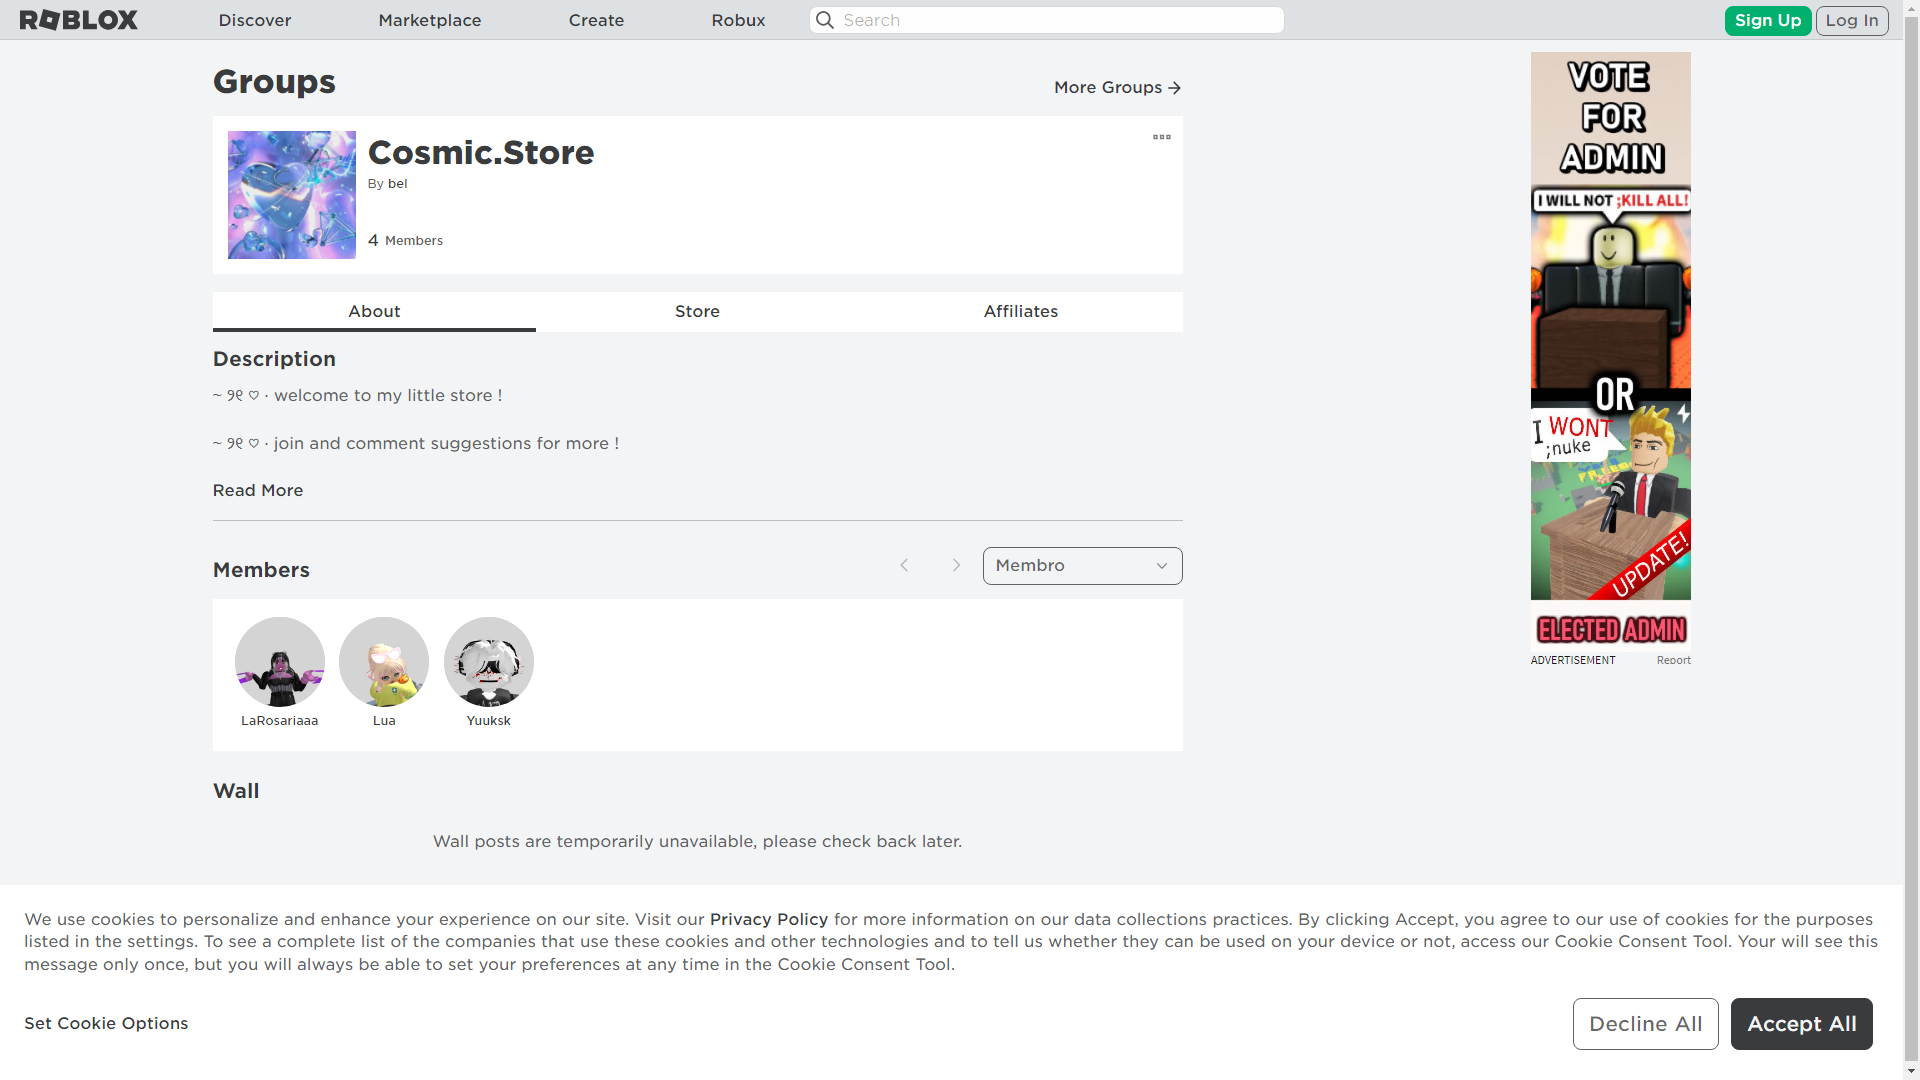 ROBLOX
Discover
Marketplace
Create
Robux
Search
Sign Up
Log In
Groups
More Groups
Cosmic.Store
By bel
4 Members
About
Store
Affiliates
Description
~ ୨୧ ♡ · welcome to my little store !
~ ୨୧ ♡ · join and comment suggestions for more !
Read More
Members
Membro
LaRosariaaa
Lua
Yuuksk
Wall
Wall posts are temporarily unavailable, please check back later.
VOTE
FOR
ADMIN
I WILL NOT ;KILL ALL!
OR
I WONT
;nuke
UPDATE!
ELECTED ADMIN
ADVERTISEMENT
Report
We use cookies to personalize and enhance your experience on our site. Visit our Privacy Policy for more information on our data collections practices. By clicking Accept, you agree to our use of cookies for the purposes
listed in the settings. To see a complete list of the companies that use these cookies and other technologies and to tell us whether they can be used on your device or not, access our Cookie Consent Tool. Your will see this
message only once, but you will always be able to set your preferences at any time in the Cookie Consent Tool.
Set Cookie Options
Decline All
Accept All